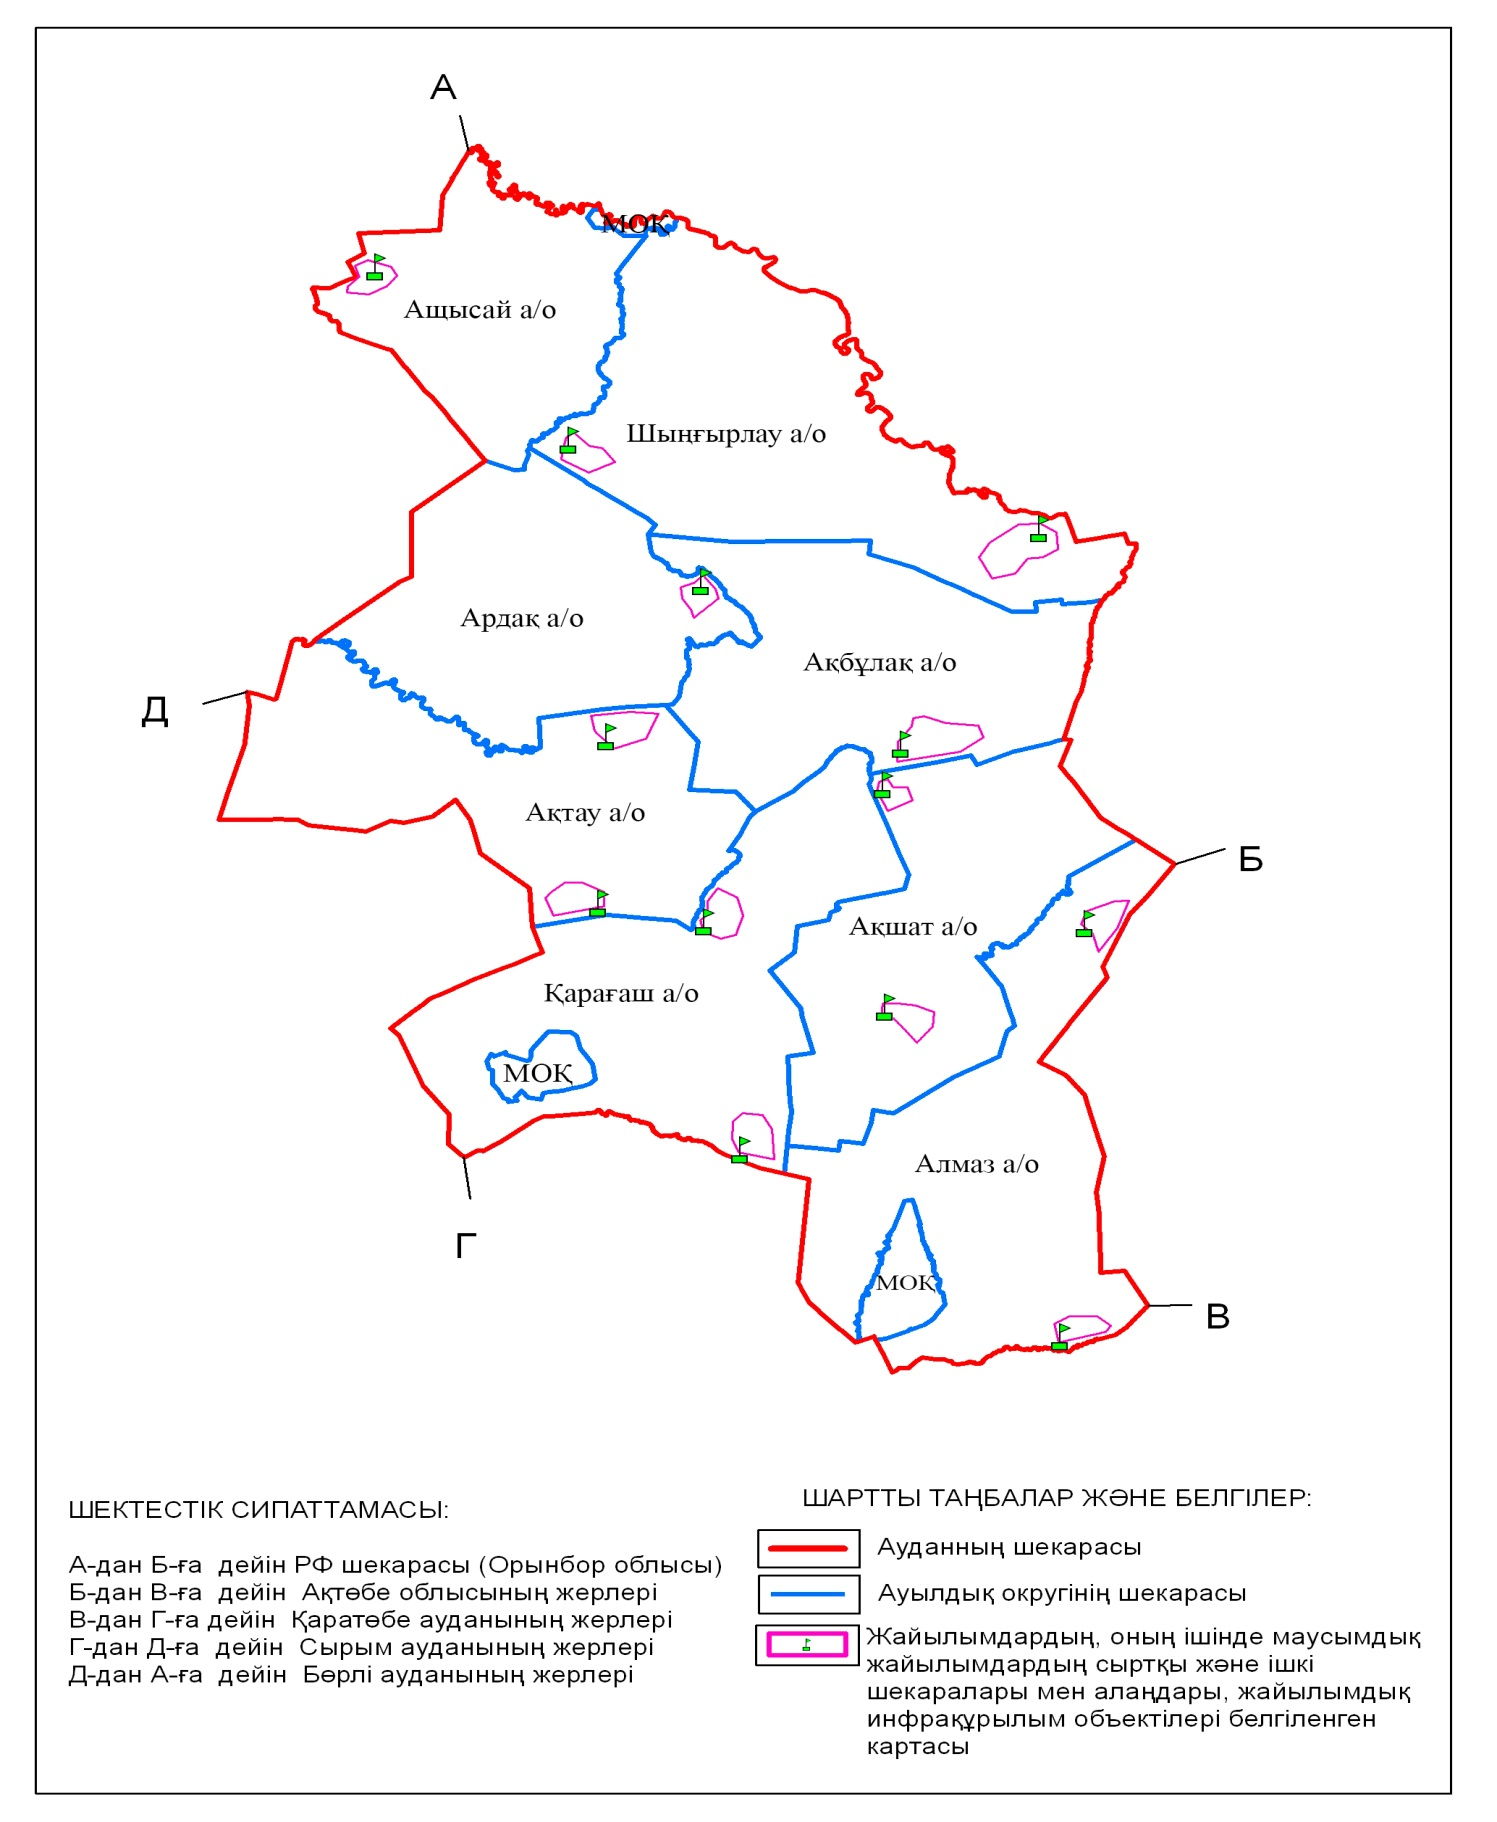 А
МОҚ
Ащысай а/о
Шыңғырлау а/о
Ардақ а/о
Ақбұлақ а/о
Д
Ақтау а/о
Б
Ақшат а/о
Қарағаш а/о
МОҚ
Алмаз а/о
Г
МОҚ
В
ШЕКТЕСТІК СИПАТТАМАСЫ:
А-дан Б-ға дейін РФ шекарасы (Орынбор облысы)
Б-дан В-ға дейін Ақтөбе облысының жерлері
В-дан Г-ға дейін Қаратөбе ауданының жерлері
Г-дан Д-ға дейін Сырым ауданының жерлері
Д-дан А-ға дейін Бөрлі ауданының жерлері
ШАРТТЫ ТАҢБАЛАР ЖӘНЕ БЕЛГІЛЕР:
Ауданның шекарасы
Ауылдық округінің шекарасы
Жайылымдардың, оның ішінде маусымдық
жайылымдардың сыртқы және ішкі
шекаралары мен алаңдары, жайылымдық
инфрақұрылым объектілері белгіленген
картасы